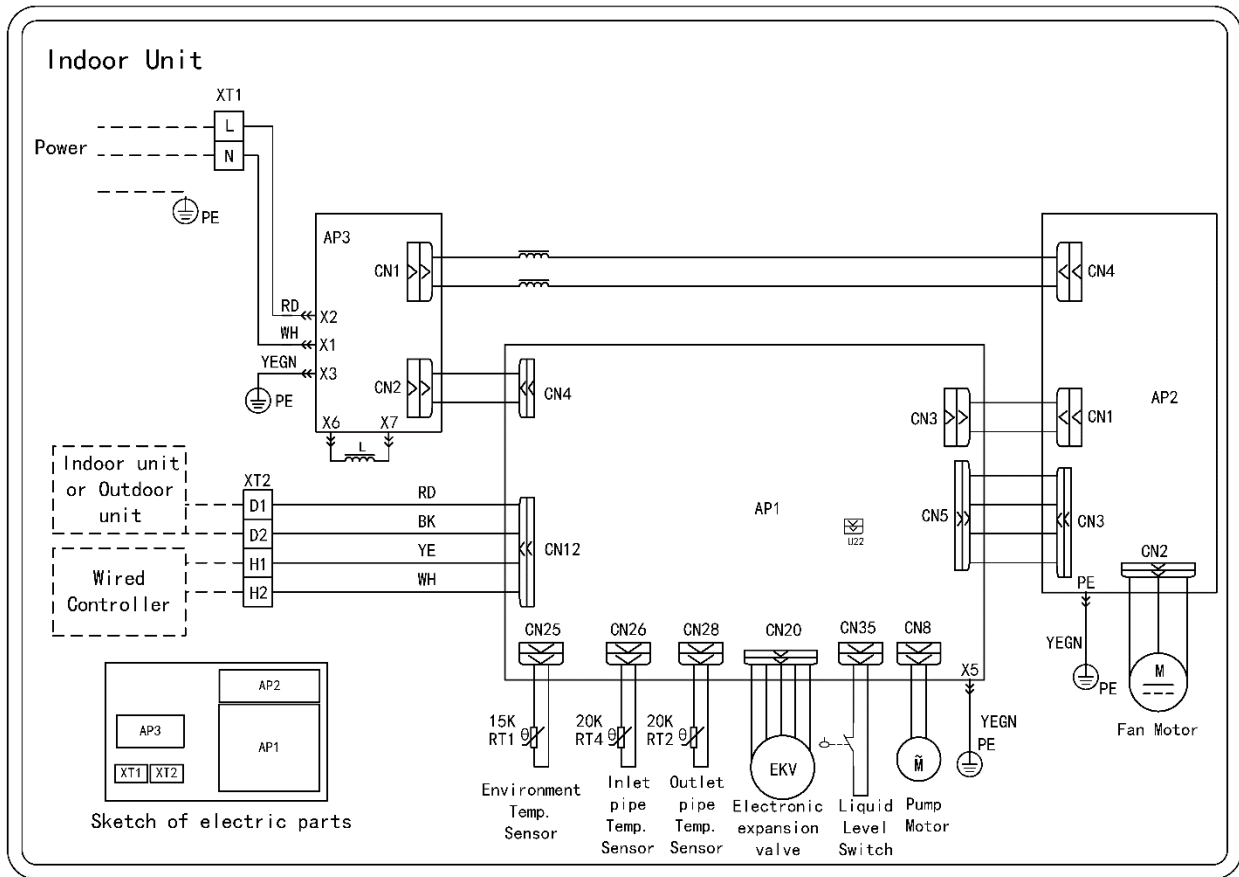 Indoor Unit
XT1
L
N
Power
PE
AP3
CN1
CN4
RD
X2
WH
X1
YEGN
X3
PE
CN2
CN4
X6
X7
L
CN3
CN1
AP2
Indoor unit
or Outdoor
unit
XT2
D1
RD
D2
BK
H1
YE
H2
WH
Wired
Controller
CN12
AP1
U22
CN5
CN3
CN2
PE
YEGN
PE
M
Fan Motor
CN25
CN26
CN28
CN20
CN35
CN8
X5
YEGN
PE
15K
RT1
θ
20K
RT4
θ
20K
RT2
θ
EKV
M
Environment
Temp.
Sensor
Inlet
pipe
Temp.
Sensor
Outlet
pipe
Temp.
Sensor
Electronic
expansion
valve
Liquid
Level
Switch
Pump
Motor
AP2
AP3
AP1
XT1
XT2
Sketch of electric parts